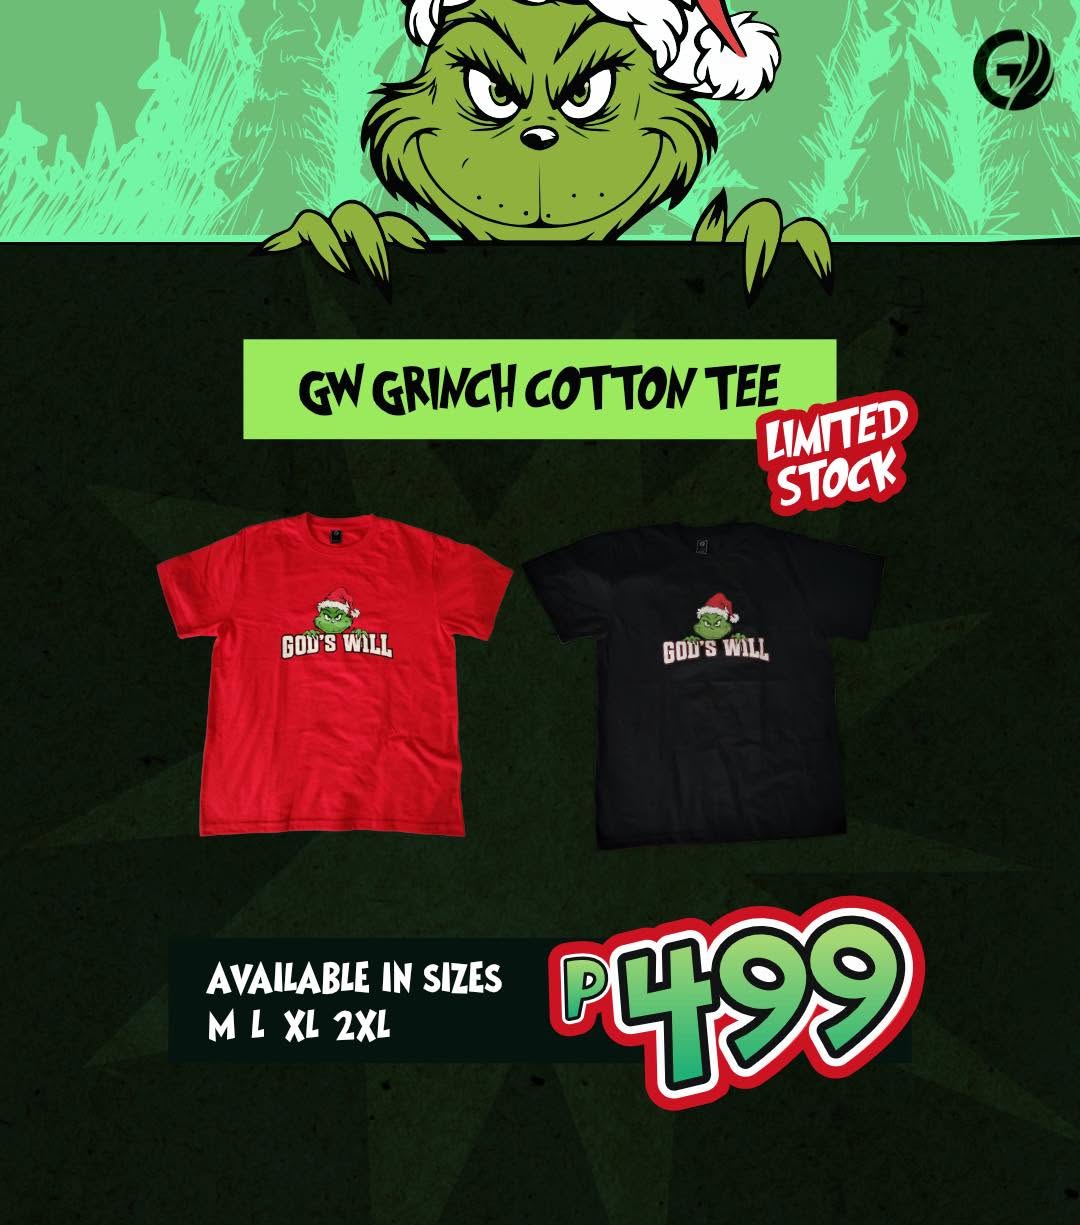 GW GRINCH COTTON TEE
LIMITED
STOCK
GOD'S WILL
GOD'S WILL
AVAILABLE IN SIZES
M L XL 2XL
P499